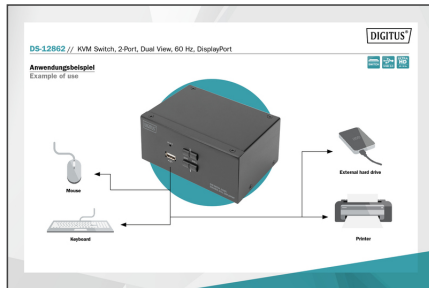 DIGITUS®
DS-12862 // KVM Switch, 2-Port, Dual View, 60 Hz, DisplayPort
Anwendungsbeispiel
Example of use
Mouse
External hard drive
Keyboard
Printer